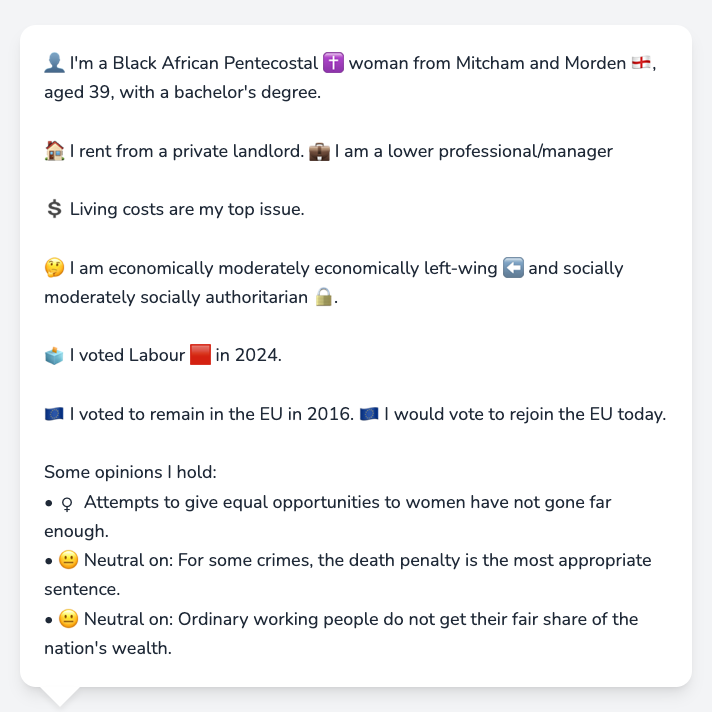 👤 I'm a Black African Pentecostal ✝️ woman from Mitcham and Morden 🏴󠁧󠁢󠁥󠁮󠁧󠁿,
aged 39, with a bachelor's degree.
🏠 I rent from a private landlord. 💼 I am a lower professional/manager
💲 Living costs are my top issue.
🤔 I am economically moderately economically left-wing ⬅️ and socially
moderately socially authoritarian 🔒.
🗳️ I voted Labour 🟥 in 2024.
🇪🇺 I voted to remain in the EU in 2016. 🇪🇺 I would vote to rejoin the EU today.
Some opinions I hold:
• ♀ Attempts to give equal opportunities to women have not gone far
enough.
• 😐 Neutral on: For some crimes, the death penalty is the most appropriate
sentence.
• 😐 Neutral on: Ordinary working people do not get their fair share of the
nation's wealth.